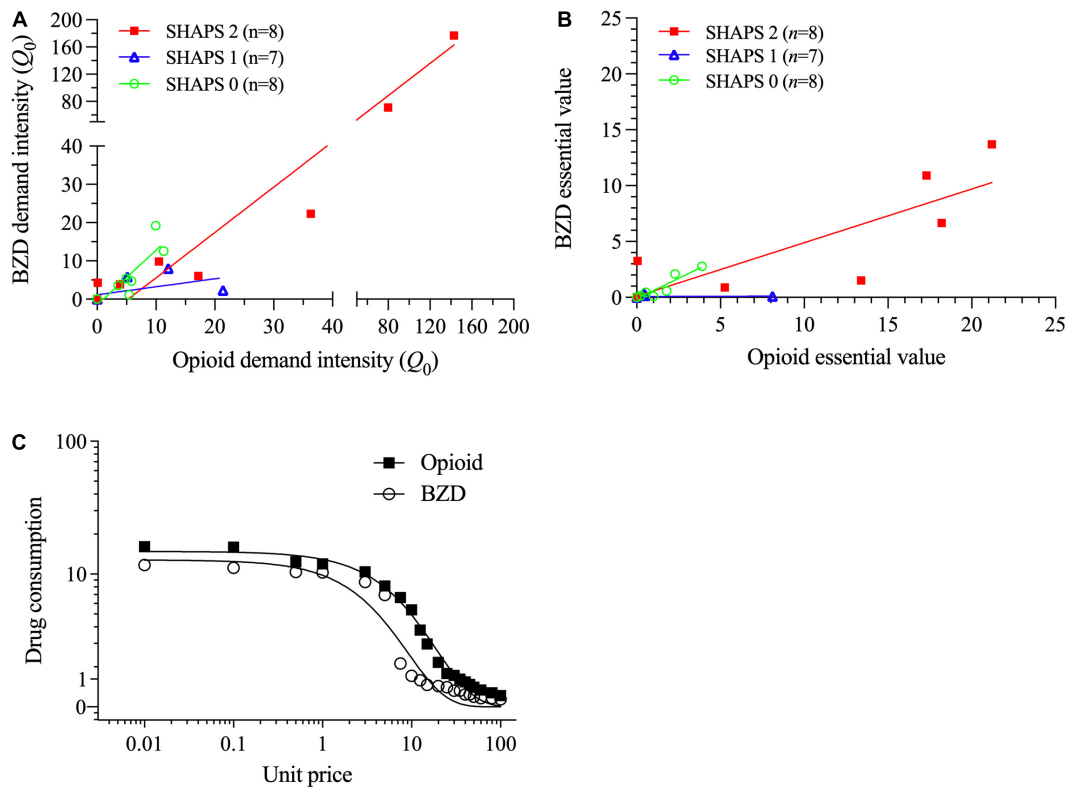 A
SHAPS 2 (n=8)
SHAPS 1 (n=7)
SHAPS 0 (n=8)
BZD demand intensity (Q0)
200
160
120
80
40
30
20
10
0
0 10 20 30 40 80 120 160 200
Opioid demand intensity (Q0)
B
SHAPS 2 (n=8)
SHAPS 1 (n=7)
SHAPS 0 (n=8)
BZD essential value
25
20
15
10
5
0
0 5 10 15 20 25
Opioid essential value
C
Opioid
BZD
Drug consumption
100
10
1
0
0.01 0.1 1 10 100
Unit price